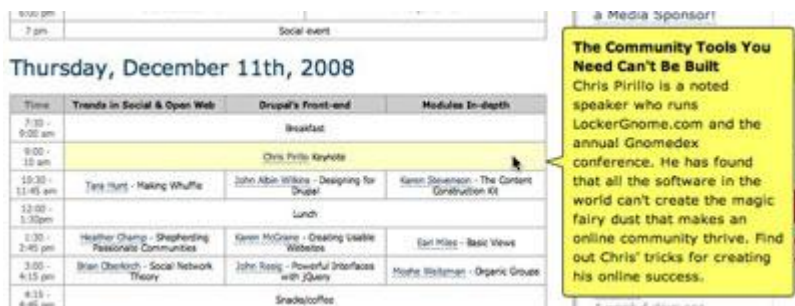 6:00 pm
a Media Sponsor!
7 pm
Social event
Thursday, December 11th, 2008
Time
Trends in Social & Open Web
Drupal's Front-end
Modules In-depth
7:30 -
9:00 am
Breakfast
9:00 -
10 am
Chris Pirillo Keynote
10:30 -
11:45 am
Tara Hunt - Making Whuffie
John Albin Wilkins - Designing for
Drupal
Karen Stevenson - The Content
Construction Kit
12:00 -
1:30pm
Lunch
1:30 -
2:45 pm
Heather Champ - Shepherding
Passionate Communities
Karen McGrane - Creating Usable
Websites
Earl Miles - Basic Views
3:00 -
4:15 pm
Brian Oberkirch - Social Network
Theory
John Resig - Powerful Interfaces
with jQuery
Moshe Weitzman - Organic Groups
4:15 -
Snacks/coffee
The Community Tools You
Need Can't Be Built
Chris Pirillo is a noted
speaker who runs
LockerGnome.com and the
annual Gnomedex
conference. He has found
that all the software in the
world can't create the magic
fairy dust that makes an
online community thrive. Find
out Chris' tricks for creating
his online success.